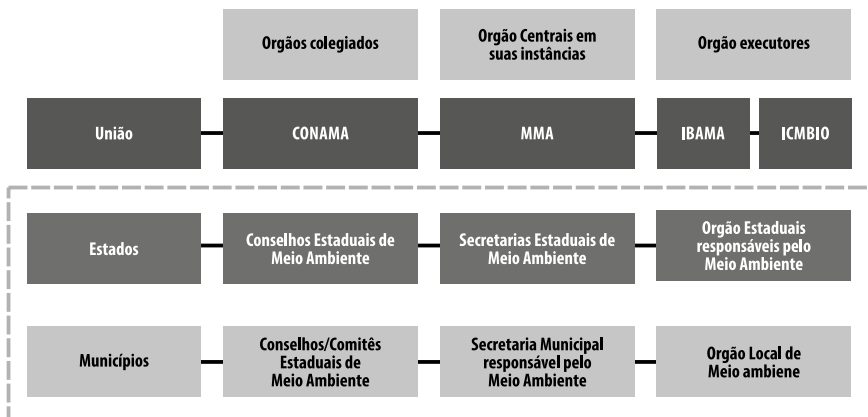 Orgãos colegiados
Orgão Centrais em
suas instâncias
Orgão executores
União
CONAMA
MMA
IBAMA
ICMBIO
Estados
Conselhos Estaduais de
Meio Ambiente
Secretarias Estaduais de
Meio Ambiente
Orgão Estaduais
responsáveis pelo
Meio Ambiente
Municípios
Conselhos/Comitês
Estaduais de
Meio Ambiente
Secretaria Municipal
responsável pelo
Meio Ambiente
Orgão Local de
Meio ambiene